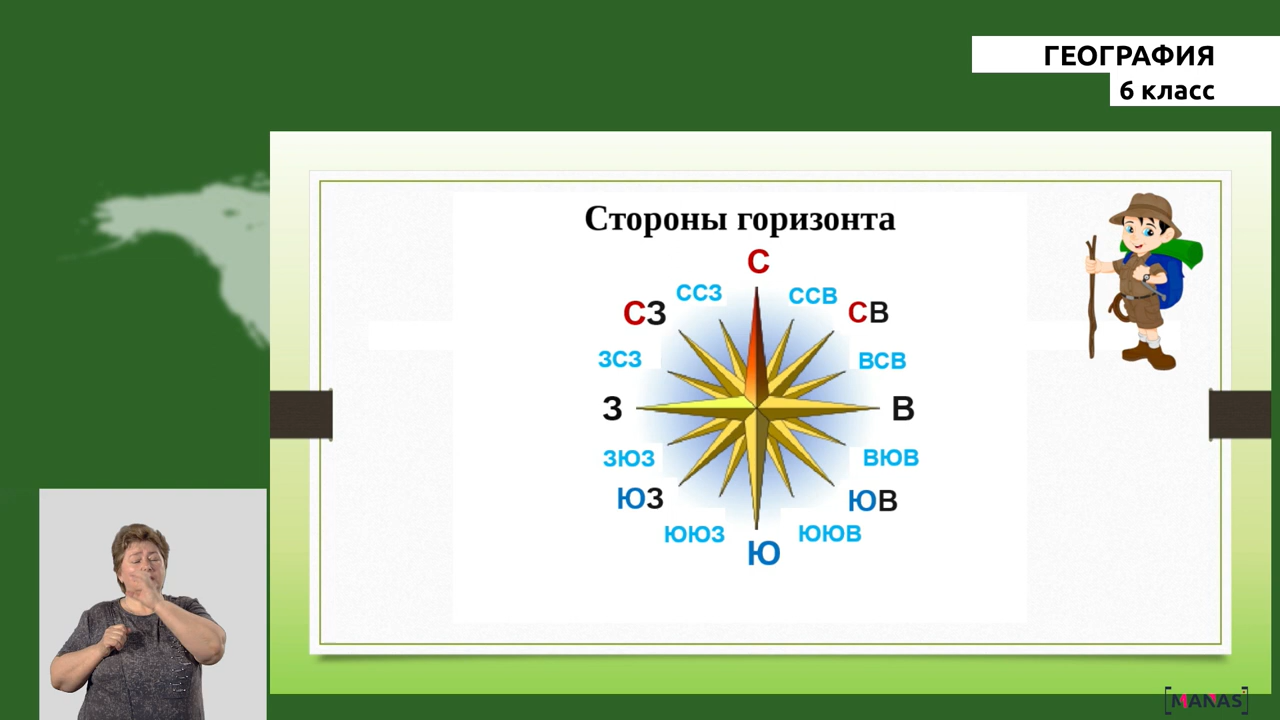 ГЕОГРАФИЯ
6 класс
Стороны горизонта
С
ССЗ
ССВ
СЗ
СВ
ЗСЗ
ВСВ
З
В
ЗЮЗ
ВЮВ
ЮЗ
ЮВ
ЮЮЗ
ЮЮВ
Ю
[MANAS]